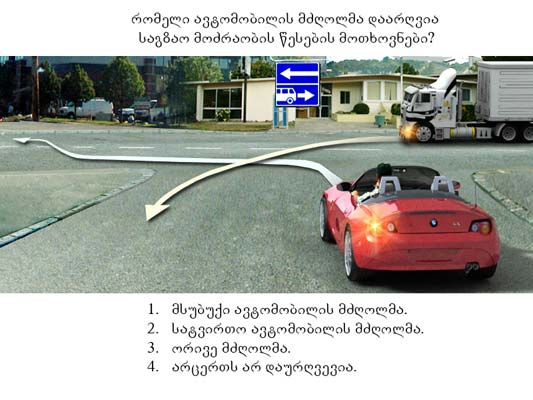 რომელი ავტომობილის მძღოლმა დაარღვია
საგზაო მოძრაობის წესების მოთხოვნები?
1. მსუბუქი ავტომობილის მძღოლმა.
2. სატვირთო ავტომობილის მძღოლმა.
3. ორივე მძღოლმა.
4. არცერთს არ დაურღვევია.